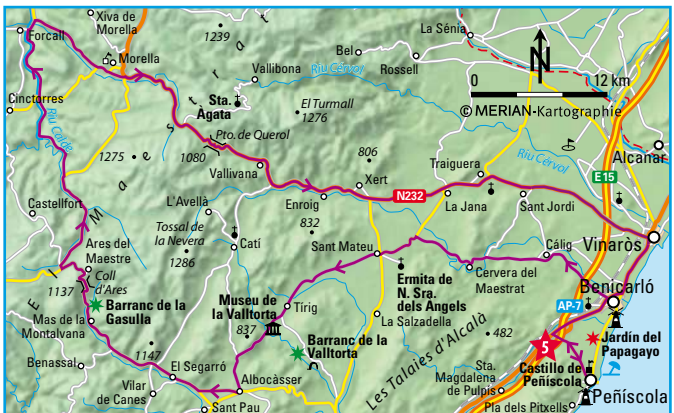 Xiva de
Morella
Forcall
1239
La Sénia
Bel
Rossell
Morella
Vallibona
Riu Cérvol
N
0
12 km
© MERIAN-Kartographie
Cinctorres
Sta.
Àgata
El Turmall
1276
Riu Caldés
Pto. de Querol
1275
1080
806
Riu Cérvol
Alcanar
El Maestrat
Vallivana
Xert
Traiguera
E15
Castellfort
L'Avellà
Enroig
N232
La Jana
Sant Jordi
Tossal de
la Nevera
1286
Catí
832
Vinaròs
Ares del
Maestre
Sant Mateu
Càlig
Coll
d'Ares
1137
Ermita de
N. Sra.
dels Àngels
Cervera del
Maestrat
Benicarló
Barranc de la
Gasulla
Museu de
la Valltorta
Tírig
AP-7
Mas de la
Montalvana
837
La Salzadella
482
Jardín del
Papagayo
5
Barranc de la
Valltorta
Les Talaies d'Alcalà
Benassal
1147
El Segarró
Castillo de
Peñíscola
Sta.
Magdalena
de Pulpis
Vilar
de Canes
Albocàsser
Peñíscola
Sant Pau
Pla dels Pitxells